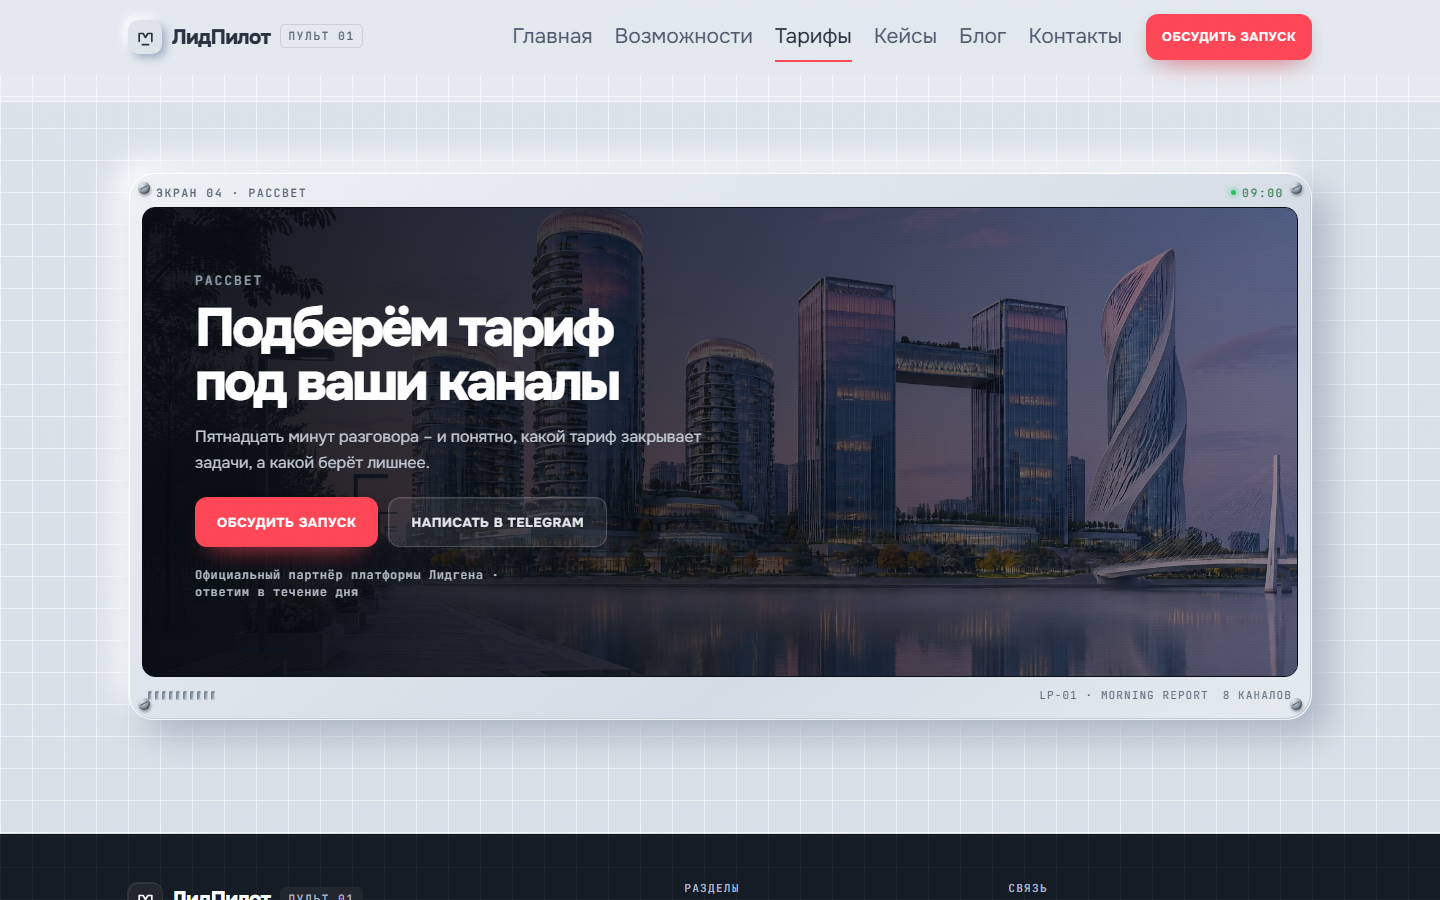 ЛидПилот ПУЛЬТ 01 Главная Возможности Тарифы Кейсы Блог Контакты ОБСУДИТЬ ЗАПУСК
ЭКРАН 04 · РАССВЕТ 09:00
РАССВЕТ
Подберём тариф
под ваши каналы
Пятнадцать минут разговора – и понятно, какой тариф закрывает
задачи, а какой берёт лишнее.
ОБСУДИТЬ ЗАПУСК НАПИСАТЬ В TELEGRAM
Официальный партнёр платформы Лидгена ·
ответим в течение дня
LP-01 · MORNING REPORT 8 КАНАЛОВ
РАЗДЕЛЫ СВЯЗЬ
ЛидПилот ПУЛЬТ 01